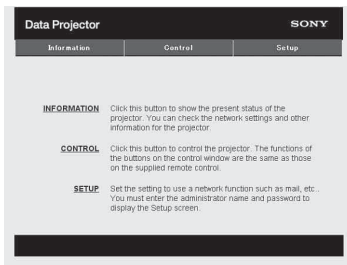 Data Projector SONY
Information Control Setup
INFORMATION Click this button to show the present status of the
projector. You can check the network settings and other
information for the projector.
CONTROL Click this button to control the projector. The functions of
the buttons on the control window are the same as those
on the supplied remote control.
SETUP Set the setting to use a network function such as mail, etc..
You must enter the administrator name and password to
display the Setup screen.